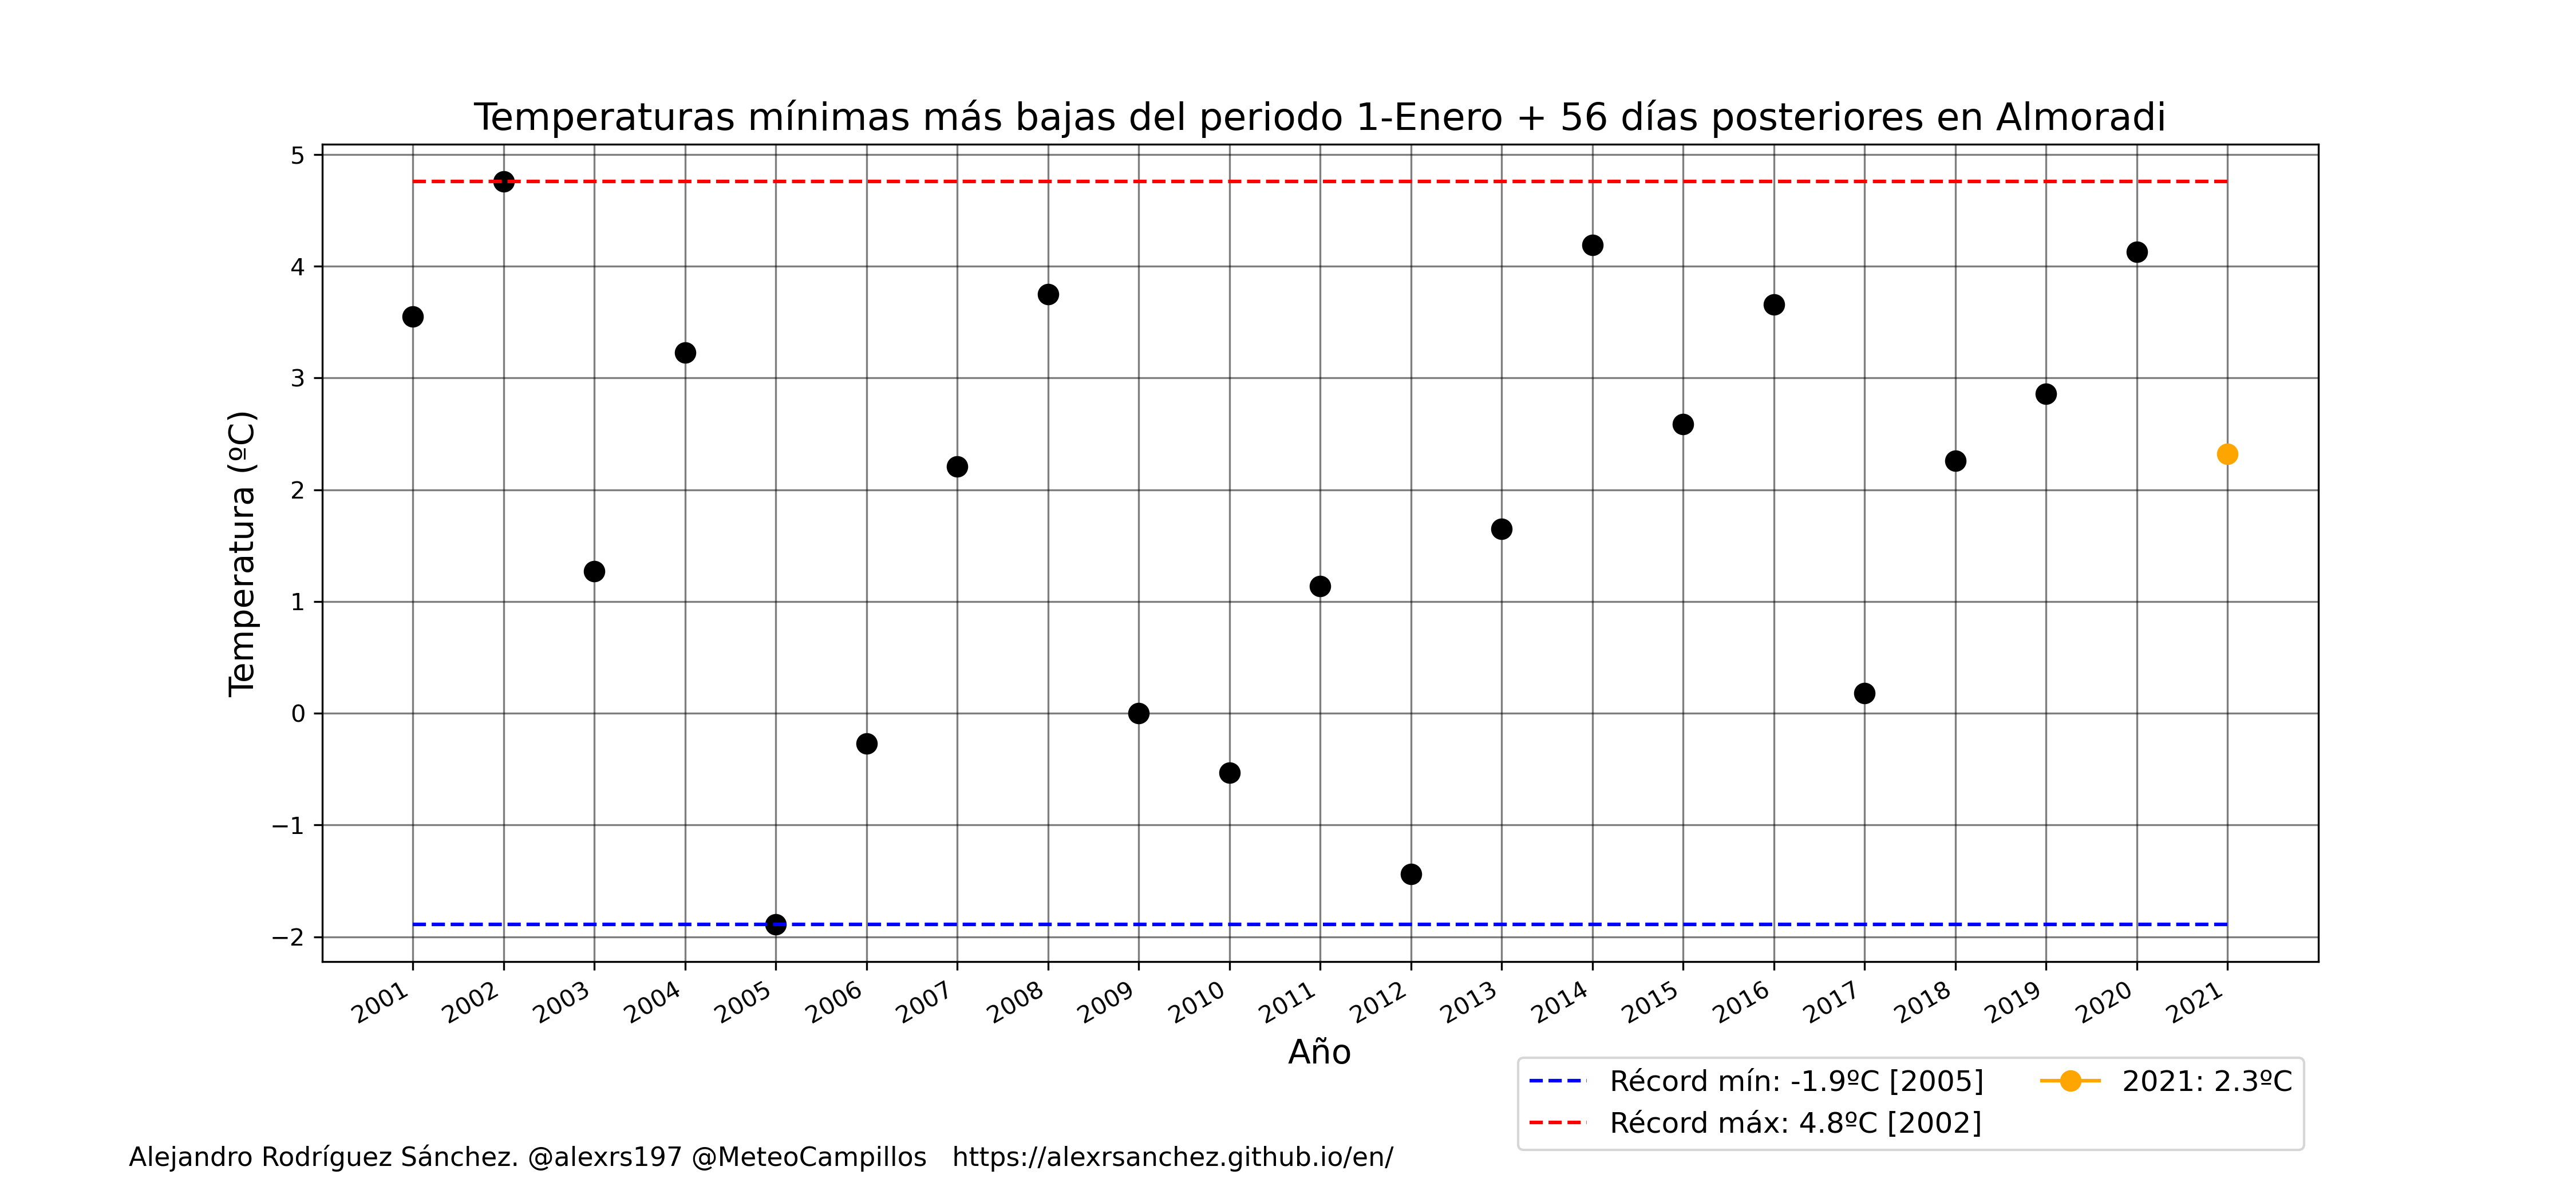 Temperaturas mínimas más bajas del periodo 1-Enero + 56 días posteriores en Almoradi
Temperatura (ºC)
5
4
3
2
1
0
−1
−2
2001 2002 2003 2004 2005 2006 2007 2008 2009 2010 2011 2012 2013 2014 2015 2016 2017 2018 2019 2020 2021
Año
Récord mín: -1.9ºC [2005]
Récord máx: 4.8ºC [2002]
2021: 2.3ºC
Alejandro Rodríguez Sánchez. @alexrs197 @MeteoCampillos https://alexrsanchez.github.io/en/